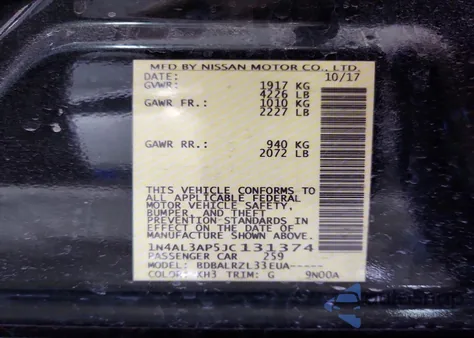 MFD BY NISSAN MOTOR CO., LTD.
DATE: 10/17
GVWR: 1917 KG
4226 LB
GAWR FR.: 1010 KG
2227 LB
GAWR RR.: 940 KG
2072 LB
THIS VEHICLE CONFORMS TO
ALL APPLICABLE FEDERAL
MOTOR VEHICLE SAFETY,
BUMPER, AND THEFT
PREVENTION STANDARDS IN
EFFECT ON THE DATE OF
MANUFACTURE SHOWN ABOVE.
1N4AL3AP5JC131374
PASSENGER CAR 259
MODEL: BDBALRZL33EUA-----
COLOR: KH3 TRIM: G 9N00A